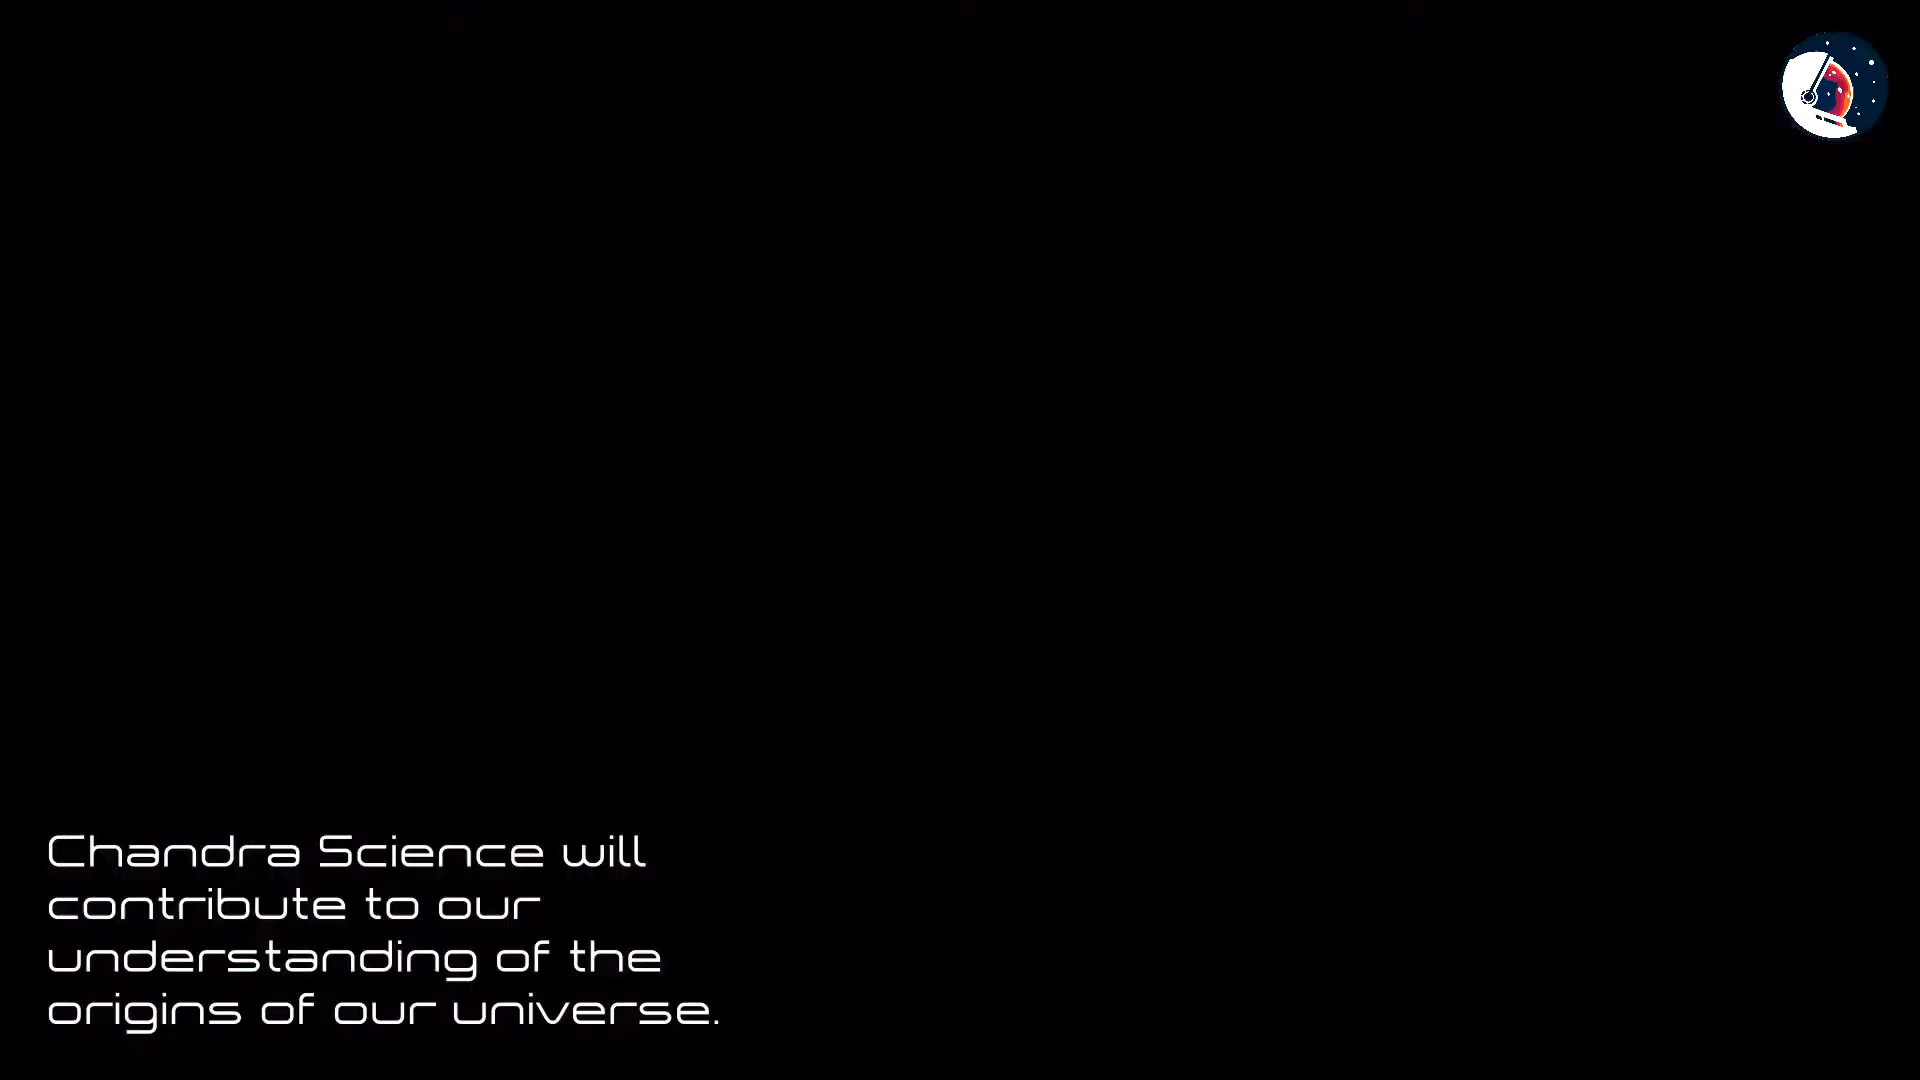 Chandra Science will
contribute to our
understanding of the
origins of our universe.